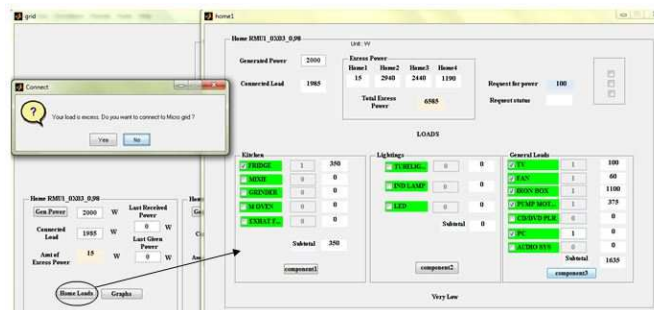 grid
home1
Home RMU1_0X03_0.98
Unit : W
Generated Power 2000
Connected Load 1985
Excess Power
Home1 Home2 Home3 Home4
15 2940 2440 1190
Total Excess Power 6585
Request for power 100
Request status
LOADS
Connect
Your load is excess. Do you want to connect to Micro grid ?
Yes No
Kitchen
FRIDGE 1 350
MIXIE 0 0
GRINDER 0 0
M OVEN 0 0
EXHAT F... 0 0
Subtotal 350
component1
Lightings
TUBELIG... 0 0
IND LAMP 0 0
LED 0 0
Subtotal 0
component2
General Loads
TV 1 100
FAN 1 60
IRON BOX 1 1100
PUMP MOT... 1 375
CD/DVD PLR 0 0
PC 1 0
AUDIO SYS 0 0
Subtotal 1635
component3
Very Low
Home RMU1_0X03_0.98
Gen Power 2000 W
Connected Load 1985 W
Amt of Excess Power 15 W
Last Received Power
0 W
Last Given Power
0 W
Home Loads Graphs